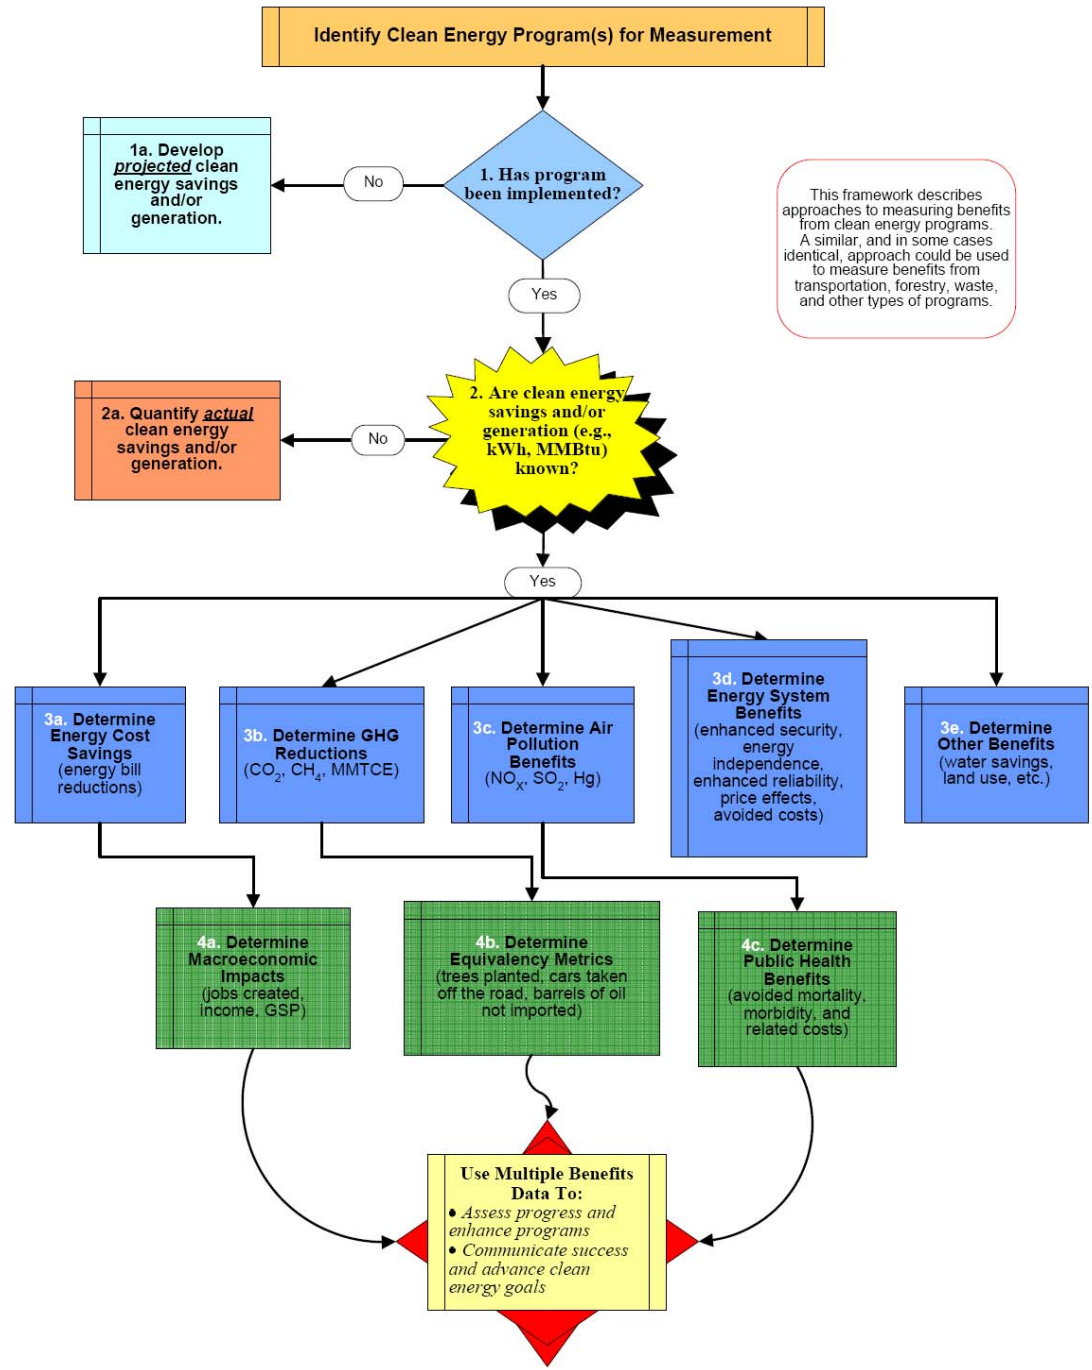 Identify Clean Energy Program(s) for Measurement
1a. Develop
projected clean
energy savings
and/or
generation.
No
1. Has program
been implemented?
This framework describes
approaches to measuring benefits
from clean energy programs.
A similar, and in some cases
identical, approach could be used
to measure benefits from
transportation, forestry, waste,
and other types of programs.
Yes
2a. Quantify actual
clean energy
savings and/or
generation.
No
2. Are clean energy
savings and/or
generation (e.g.,
kWh, MMBtu)
known?
Yes
3a. Determine
Energy Cost
Savings
(energy bill
reductions)
3b. Determine GHG
Reductions
(CO2, CH4, MMTCE)
3c. Determine Air
Pollution
Benefits
(NOX, SO2, Hg)
3d. Determine
Energy System
Benefits
(enhanced security,
energy
independence,
enhanced reliability,
price effects,
avoided costs)
3e. Determine
Other Benefits
(water savings,
land use, etc.)
4a. Determine
Macroeconomic
Impacts
(jobs created,
income, GSP)
4b. Determine
Equivalency Metrics
(trees planted, cars taken
off the road, barrels of oil
not imported)
4c. Determine
Public Health
Benefits
(avoided mortality,
morbidity, and
related costs)
Use Multiple Benefits
Data To:
• Assess progress and
enhance programs
• Communicate success
and advance clean
energy goals